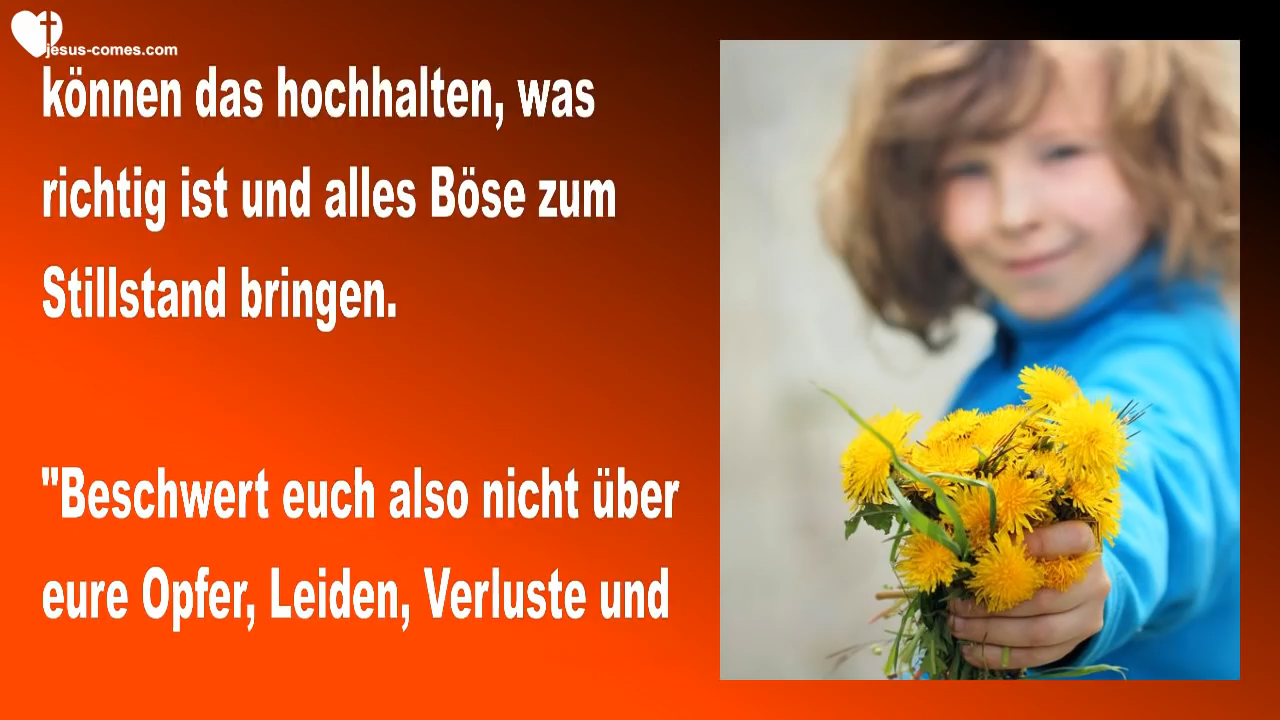 jesus-comes.com
können das hochhalten, was
richtig ist und alles Böse zum
Stillstand bringen.
"Beschwert euch also nicht über
eure Opfer, Leiden, Verluste und